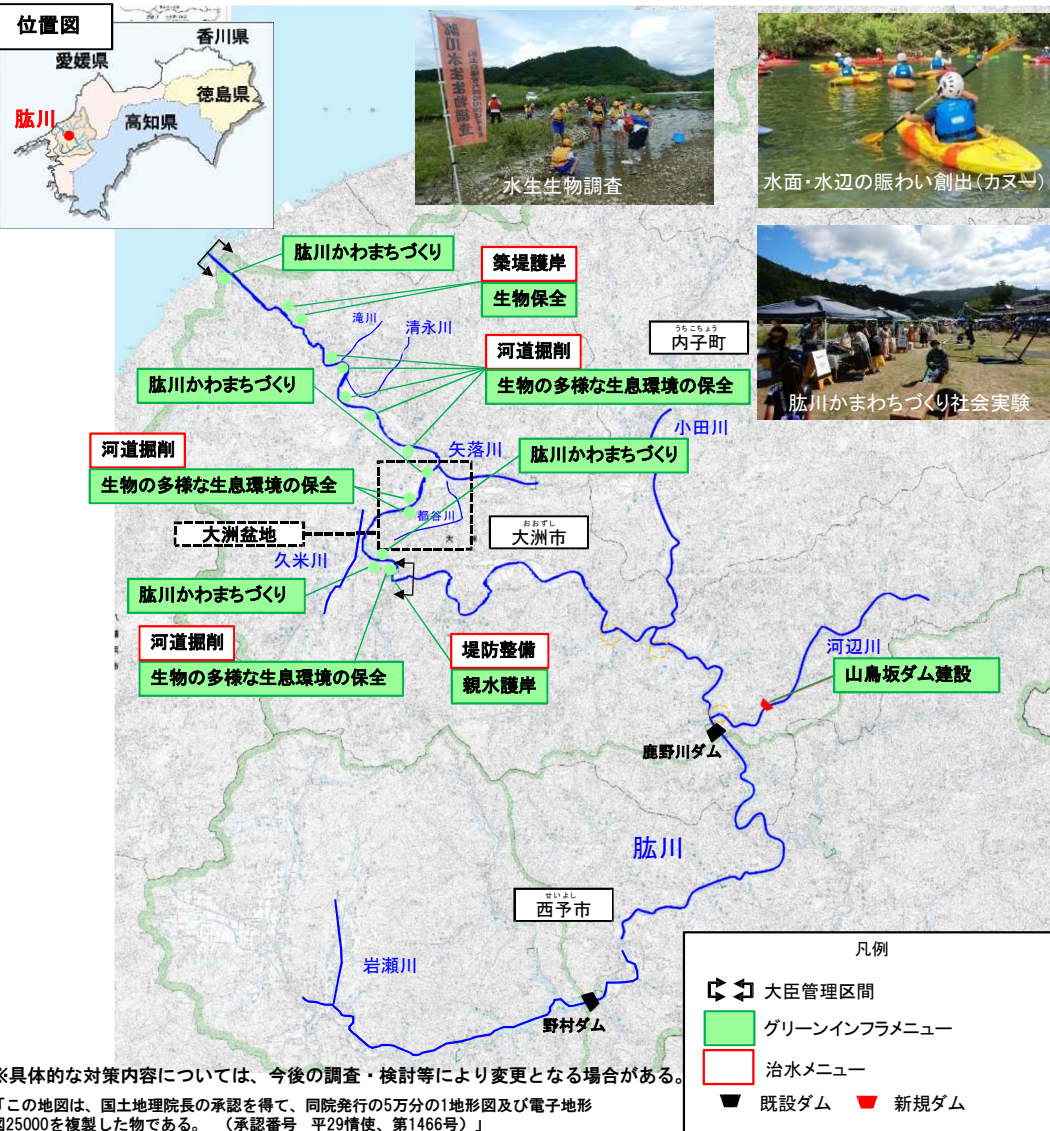 位置図
香川県
愛媛県
徳島県
肱川
高知県
水生生物調査
水面・水辺の賑わい創出(カヌー)
肱川かまわちづくり社会実験
肱川かわまちづくり
築堤護岸
生物保全
滝川
清永川
河道掘削
生物の多様な生息環境の保全
うちこちょう
内子町
肱川かわまちづくり
小田川
矢落川
肱川かわまちづくり
河道掘削
生物の多様な生息環境の保全
都谷川
おおずし
大洲市
大洲盆地
久米川
肱川かわまちづくり
河道掘削
生物の多様な生息環境の保全
堤防整備
親水護岸
河辺川
山鳥坂ダム建設
鹿野川ダム
肱川
せいよし
西予市
岩瀬川
野村ダム
凡例
大臣管理区間
グリーンインフラメニュー
治水メニュー
既設ダム 新規ダム
※具体的な対策内容については、今後の調査・検討等により変更となる場合がある。
「この地図は、国土地理院長の承認を得て、同院発行の5万分の1地形図及び電子地形
図25000を複製した物である。 (承認番号 平29情使、第1466号)」